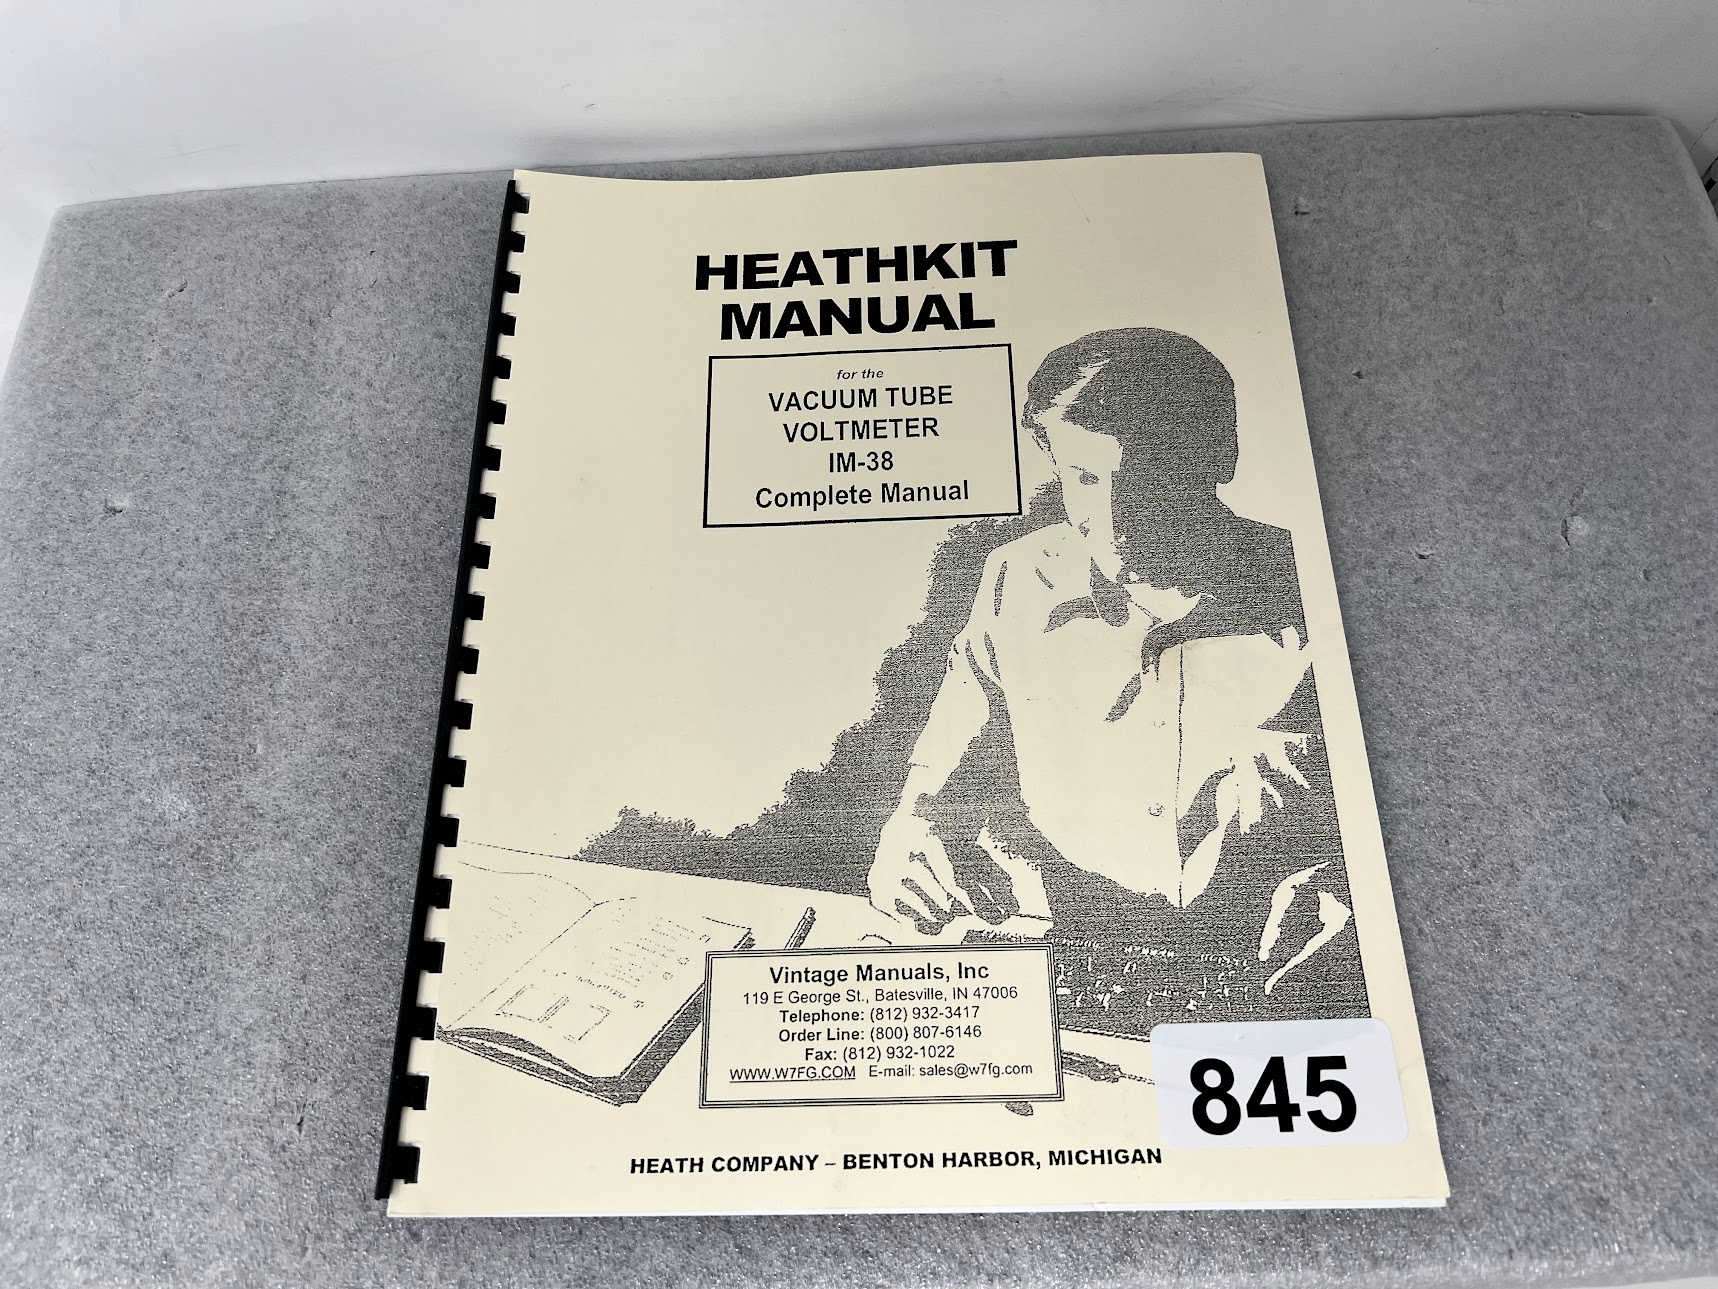 HEATHKIT
MANUAL
for the
VACUUM TUBE
VOLTMETER
IM-38
Complete Manual
Vintage Manuals, Inc
119 E George St., Batesville, IN 47006
Telephone: (812) 932-3417
Order Line: (800) 807-6146
Fax: (812) 932-1022
WWW.W7FG.COM E-mail: sales@w7fg.com
845
HEATH COMPANY – BENTON HARBOR, MICHIGAN